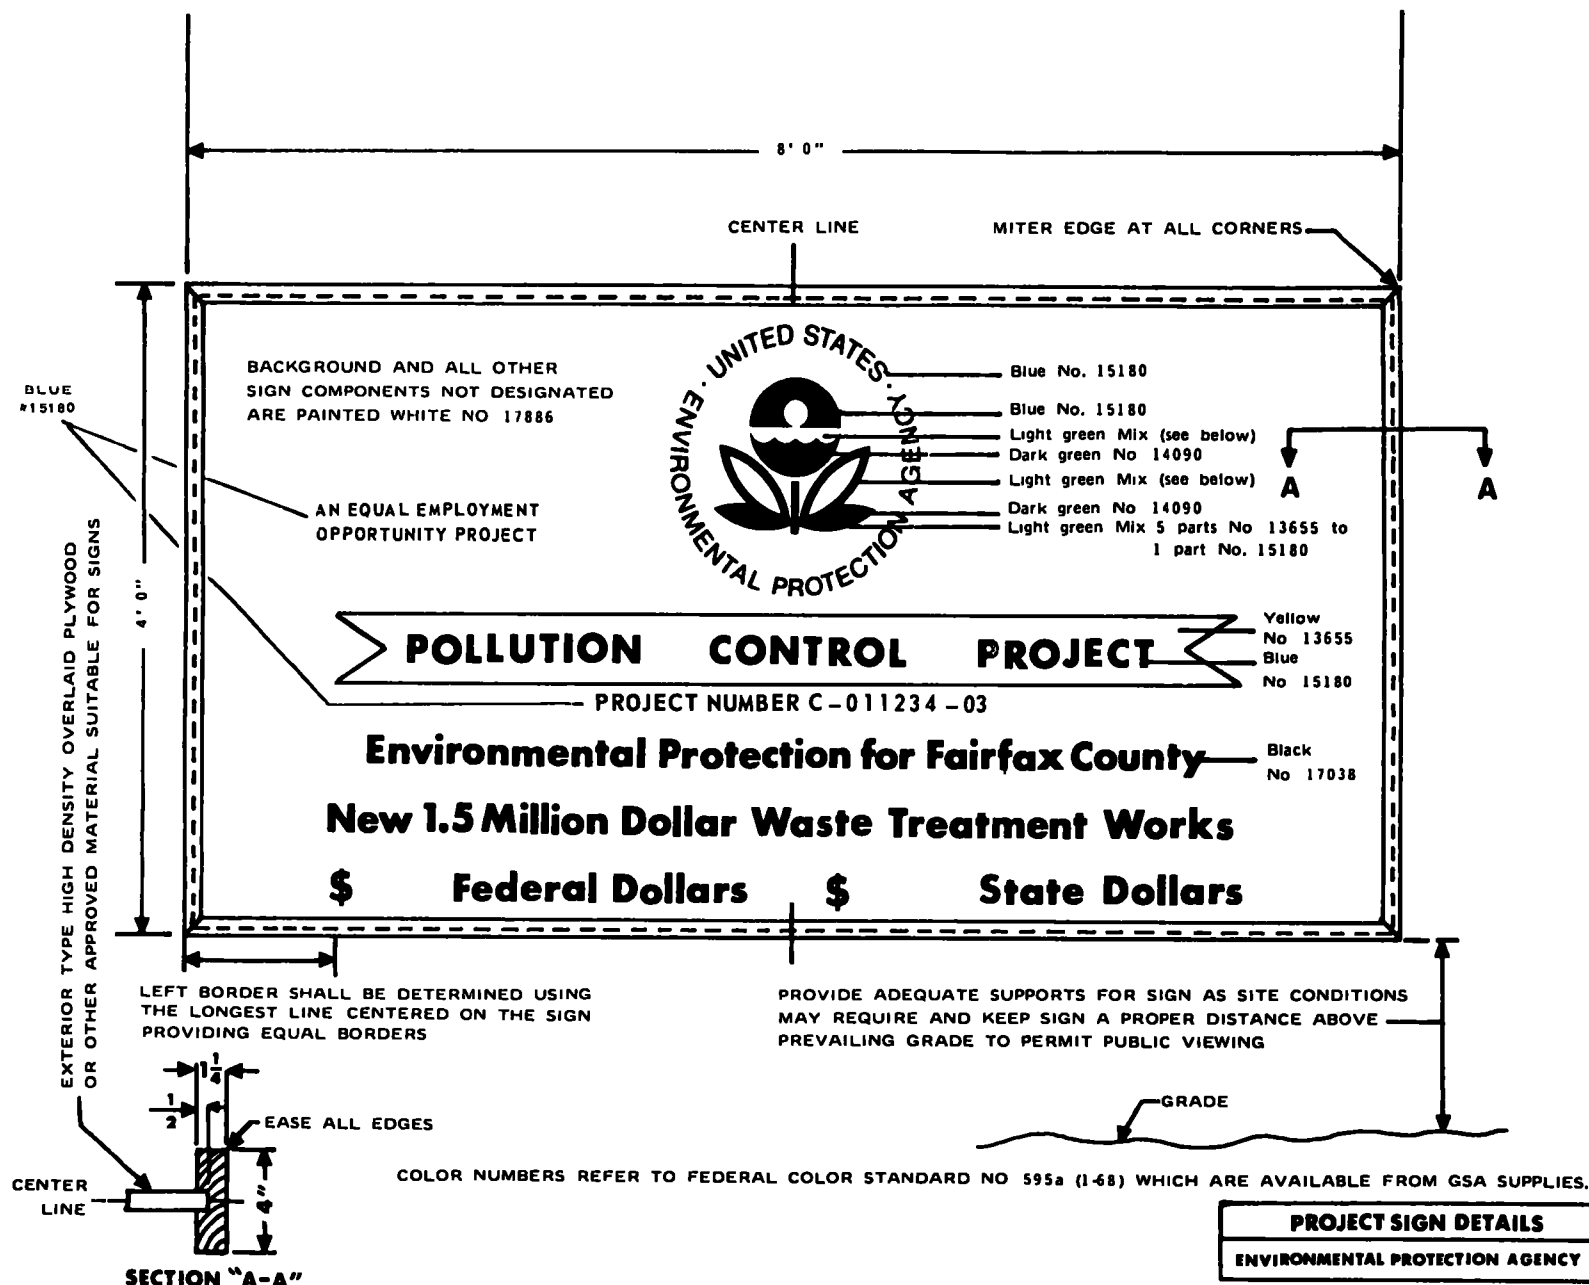 8' 0"
CENTER LINE
MITER EDGE AT ALL CORNERS
BACKGROUND AND ALL OTHER
SIGN COMPONENTS NOT DESIGNATED
ARE PAINTED WHITE NO 17886
BLUE
#15180
AN EQUAL EMPLOYMENT
OPPORTUNITY PROJECT
UNITED STATES · ENVIRONMENTAL PROTECTION AGENCY ·
Blue No. 15180
Blue No. 15180
Light green Mix (see below)
Dark green No 14090
Light green Mix (see below)
Dark green No 14090
Light green Mix 5 parts No 13655 to
1 part No. 15180
A
A
4' 0"
EXTERIOR TYPE HIGH DENSITY OVERLAID PLYWOOD
OR OTHER APPROVED MATERIAL SUITABLE FOR SIGNS
POLLUTION CONTROL PROJECT
Yellow
No 13655
Blue
No 15180
PROJECT NUMBER C-011234-03
Environmental Protection for Fairfax County
Black
No 17038
New 1.5 Million Dollar Waste Treatment Works
$ Federal Dollars $ State Dollars
LEFT BORDER SHALL BE DETERMINED USING
THE LONGEST LINE CENTERED ON THE SIGN
PROVIDING EQUAL BORDERS
PROVIDE ADEQUATE SUPPORTS FOR SIGN AS SITE CONDITIONS
MAY REQUIRE AND KEEP SIGN A PROPER DISTANCE ABOVE
PREVAILING GRADE TO PERMIT PUBLIC VIEWING
1 1/4
1/2
EASE ALL EDGES
GRADE
COLOR NUMBERS REFER TO FEDERAL COLOR STANDARD NO 595a (1-68) WHICH ARE AVAILABLE FROM GSA SUPPLIES.
CENTER
LINE
4"
SECTION "A-A"
PROJECT SIGN DETAILS
ENVIRONMENTAL PROTECTION AGENCY